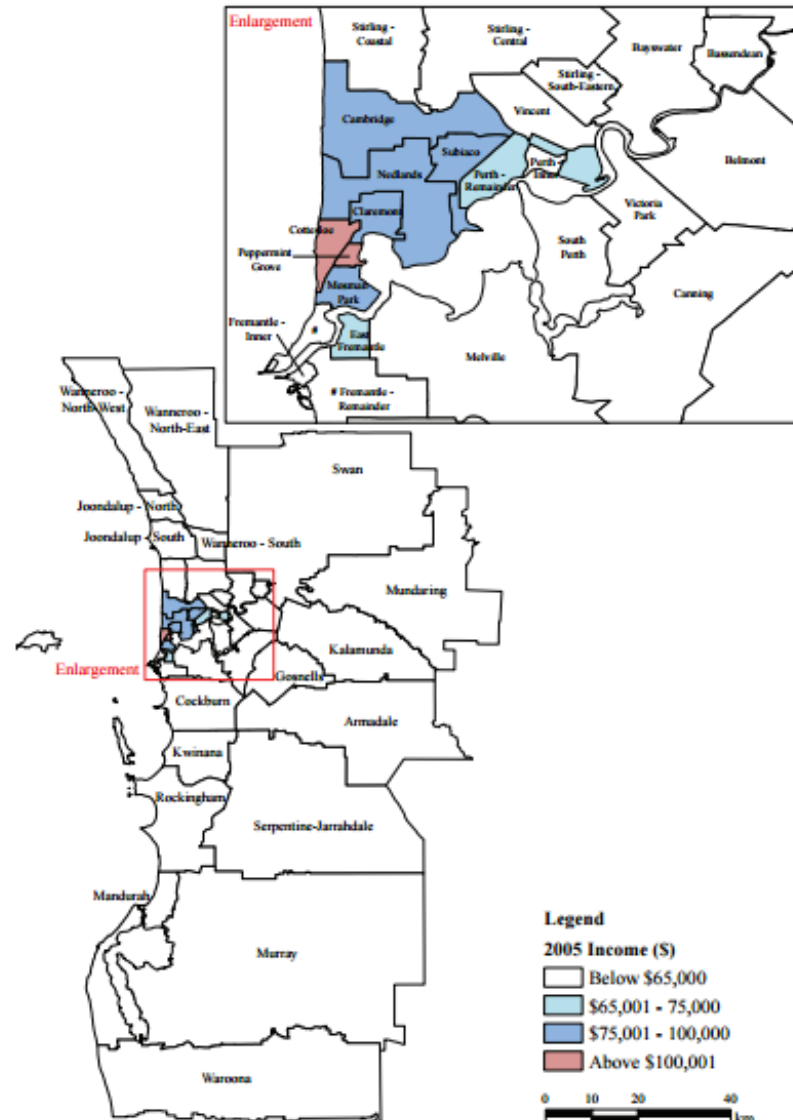 Enlargement
Stirling -
Coastal
Stirling -
Central
Bayswater
Bassendean
Stirling -
South-Eastern
Vincent
Cambridge
Belmont
Subiaco
Nedlands
Perth -
Inner
Perth -
Remainder
Victoria
Park
Claremont
Cottesloe
South
Perth
Peppermint
Grove
Canning
Mosman
Park
Fremantle -
Inner
#
East
Fremantle
Melville
# Fremantle -
Remainder
Wanneroo -
North-West
Wanneroo -
North-East
Swan
Joondalup - North
Joondalup - South
Wanneroo - South
Mundaring
Kalamunda
Enlargement
Gosnells
Cockburn
Armadale
Kwinana
Rockingham
Serpentine-Jarrahdale
Mandurah
Murray
Waroona
Legend
2005 Income ($)
Below $65,000
$65,001 - 75,000
$75,001 - 100,000
Above $100,001
0 10 20 40
km